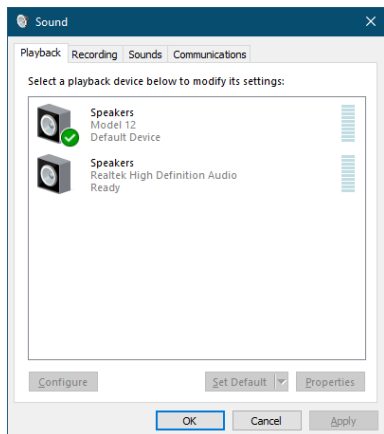 Sound
Playback Recording Sounds Communications
Select a playback device below to modify its settings:
Speakers
Model 12
Default Device
Speakers
Realtek High Definition Audio
Ready
Configure Set Default Properties
OK Cancel Apply